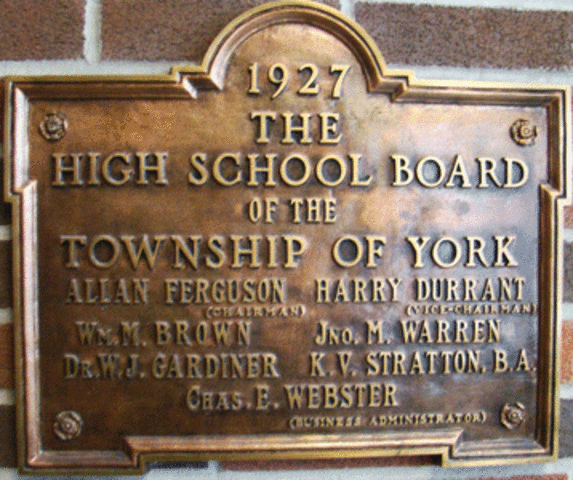 1927
THE
HIGH SCHOOL BOARD
OF THE
TOWNSHIP OF YORK
ALLAN FERGUSON HARRY DURRANT
(CHAIRMAN) (VICE-CHAIRMAN)
WM. M. BROWN JNO. M. WARREN
DR. W. J. GARDINER K. V. STRATTON, B.A.
CHAS. E. WEBSTER
(BUSINESS ADMINISTRATOR)